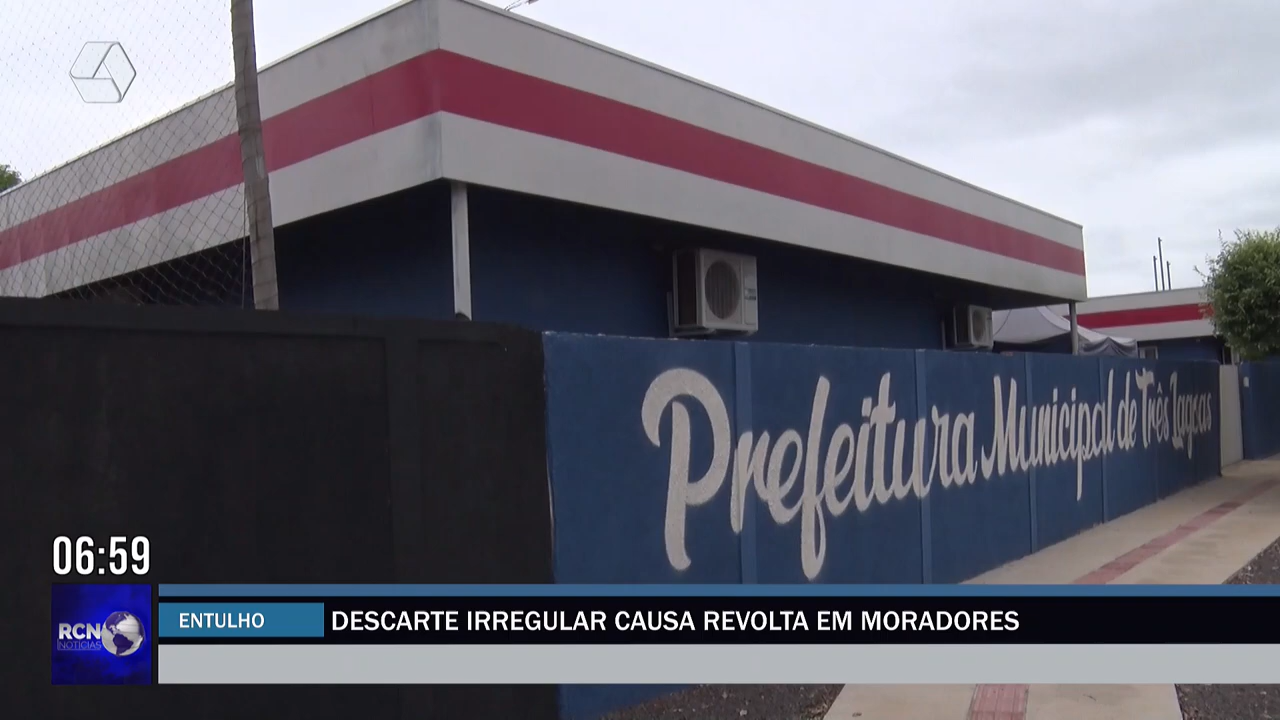 Prefeitura Municipal de Três Lagoas
06:59
RCN
NOTÍCIAS
ENTULHO
DESCARTE IRREGULAR CAUSA REVOLTA EM MORADORES